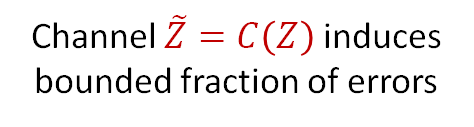 Channel Z̃ = C(Z) induces
bounded fraction of errors